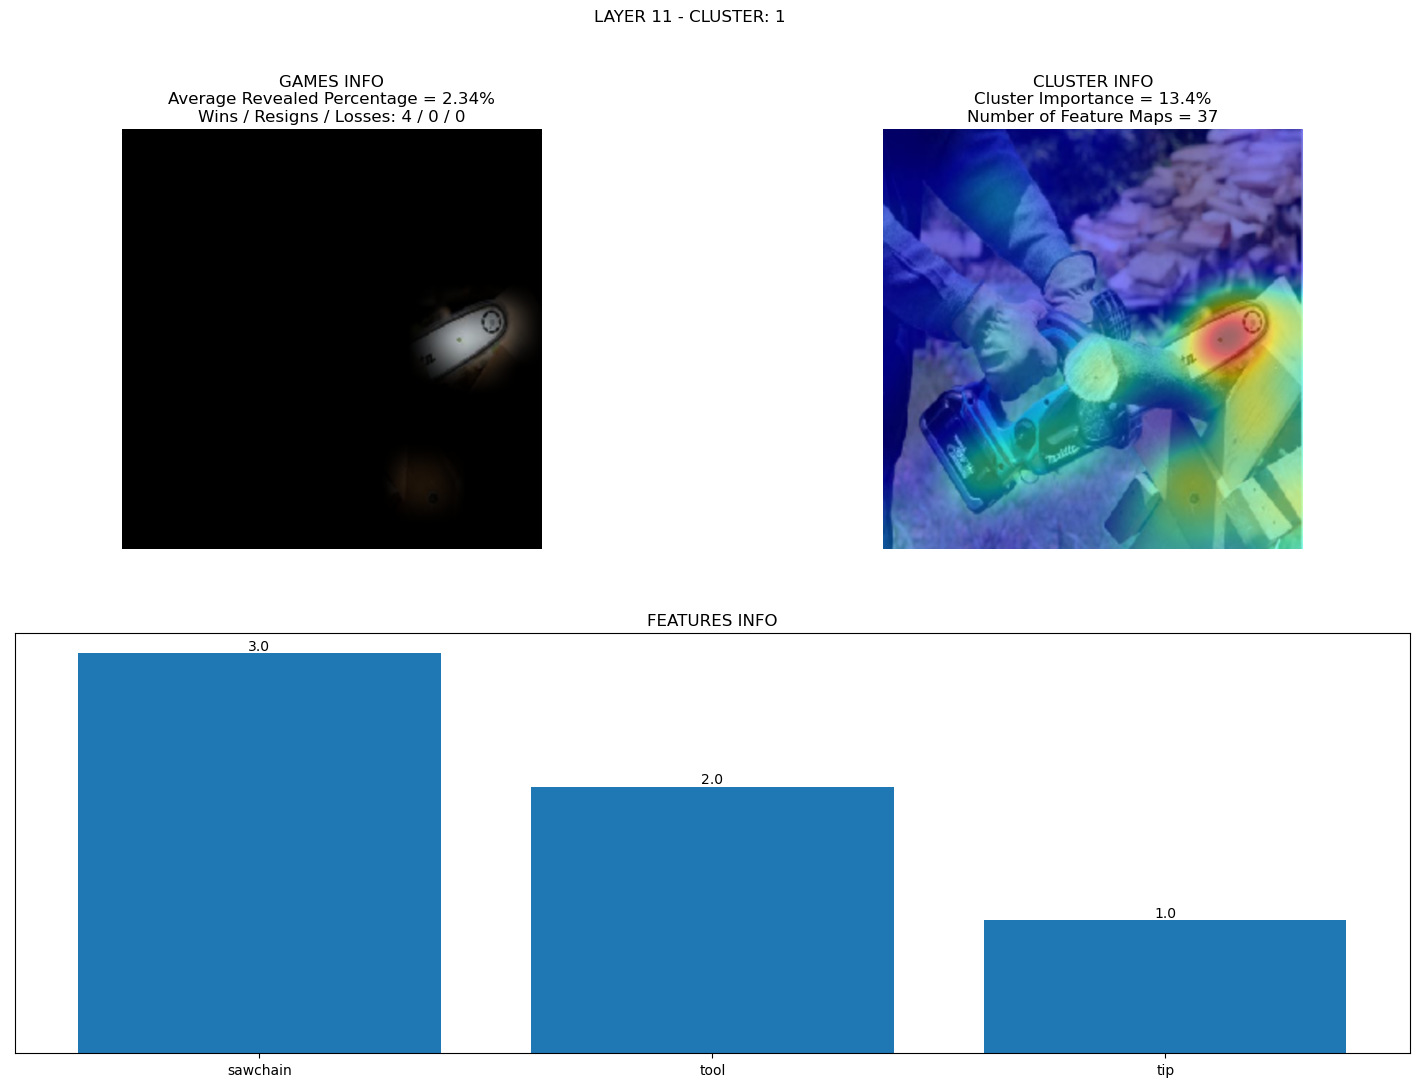 LAYER 11 - CLUSTER: 1
GAMES INFO
Average Revealed Percentage = 2.34%
Wins / Resigns / Losses: 4 / 0 / 0
CLUSTER INFO
Cluster Importance = 13.4%
Number of Feature Maps = 37
makita
FEATURES INFO
3.0
2.0
1.0
sawchain
tool
tip